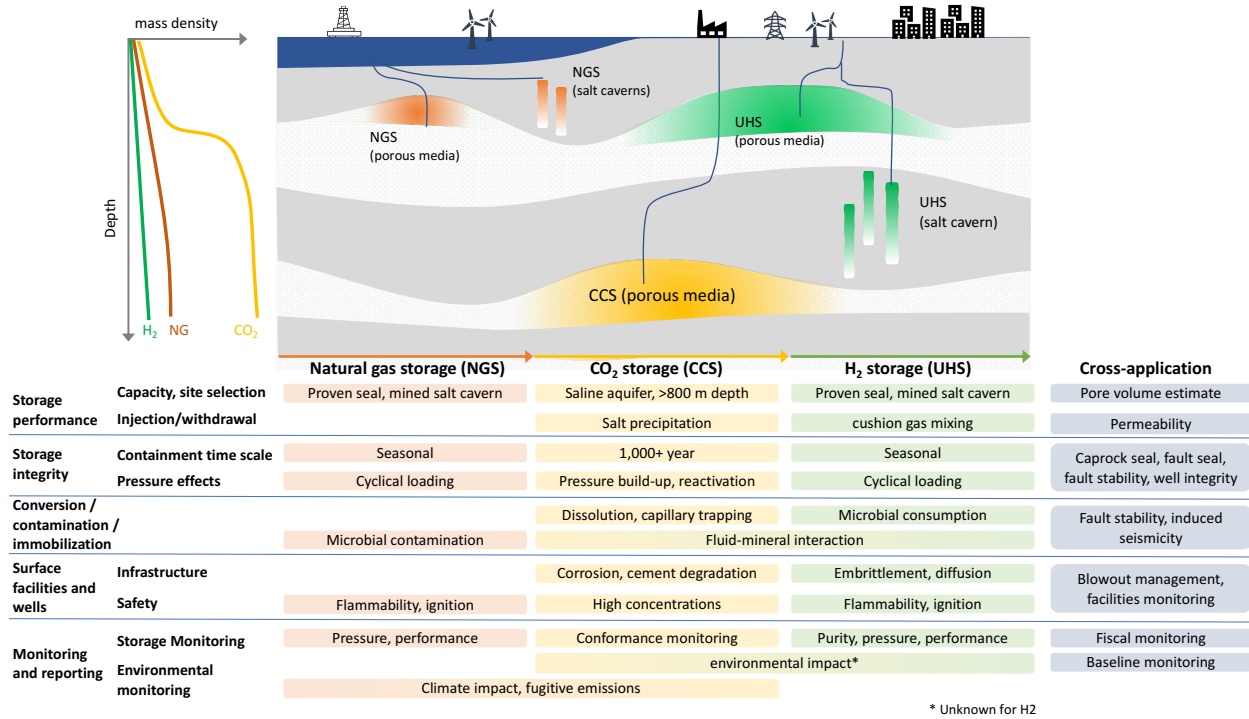 mass density
Depth
H2
NG
CO2
NGS
(salt caverns)
NGS
(porous media)
UHS
(porous media)
UHS
(salt cavern)
CCS (porous media)
Natural gas storage (NGS)
CO2 storage (CCS)
H2 storage (UHS)
Cross-application
Storage
performance
Capacity, site selection
Proven seal, mined salt cavern
Saline aquifer, >800 m depth
Proven seal, mined salt cavern
Pore volume estimate
Injection/withdrawal
Salt precipitation
cushion gas mixing
Permeability
Storage
integrity
Containment time scale
Seasonal
1,000+ year
Seasonal
Caprock seal, fault seal,
fault stability, well integrity
Pressure effects
Cyclical loading
Pressure build-up, reactivation
Cyclical loading
Conversion /
contamination /
immobilization
Dissolution, capillary trapping
Microbial consumption
Fault stability, induced
seismicity
Microbial contamination
Fluid-mineral interaction
Surface
facilities and
wells
Infrastructure
Corrosion, cement degradation
Embrittlement, diffusion
Blowout management,
facilities monitoring
Safety
Flammability, ignition
High concentrations
Flammability, ignition
Monitoring
and reporting
Storage Monitoring
Pressure, performance
Conformance monitoring
Purity, pressure, performance
Fiscal monitoring
Environmental
monitoring
environmental impact*
Baseline monitoring
Climate impact, fugitive emissions
* Unknown for H2